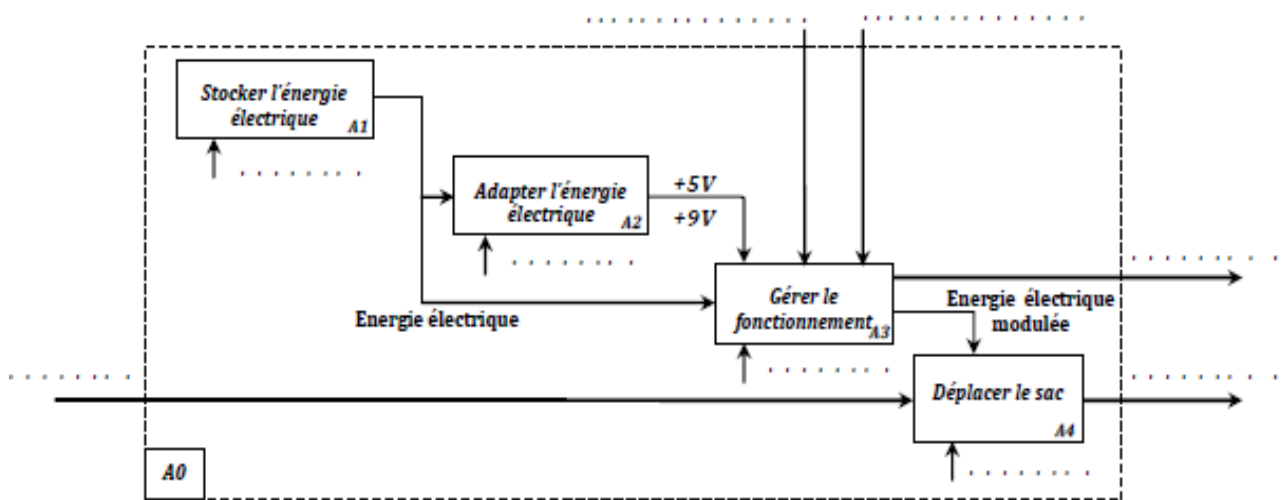 Stocker l'énergie
électrique
A1
Adapter l'énergie
électrique
A2
+5V
+9V
Gérer le
fonctionnement
A3
Energie électrique
Energie électrique
modulée
Déplacer le sac
A4
A0